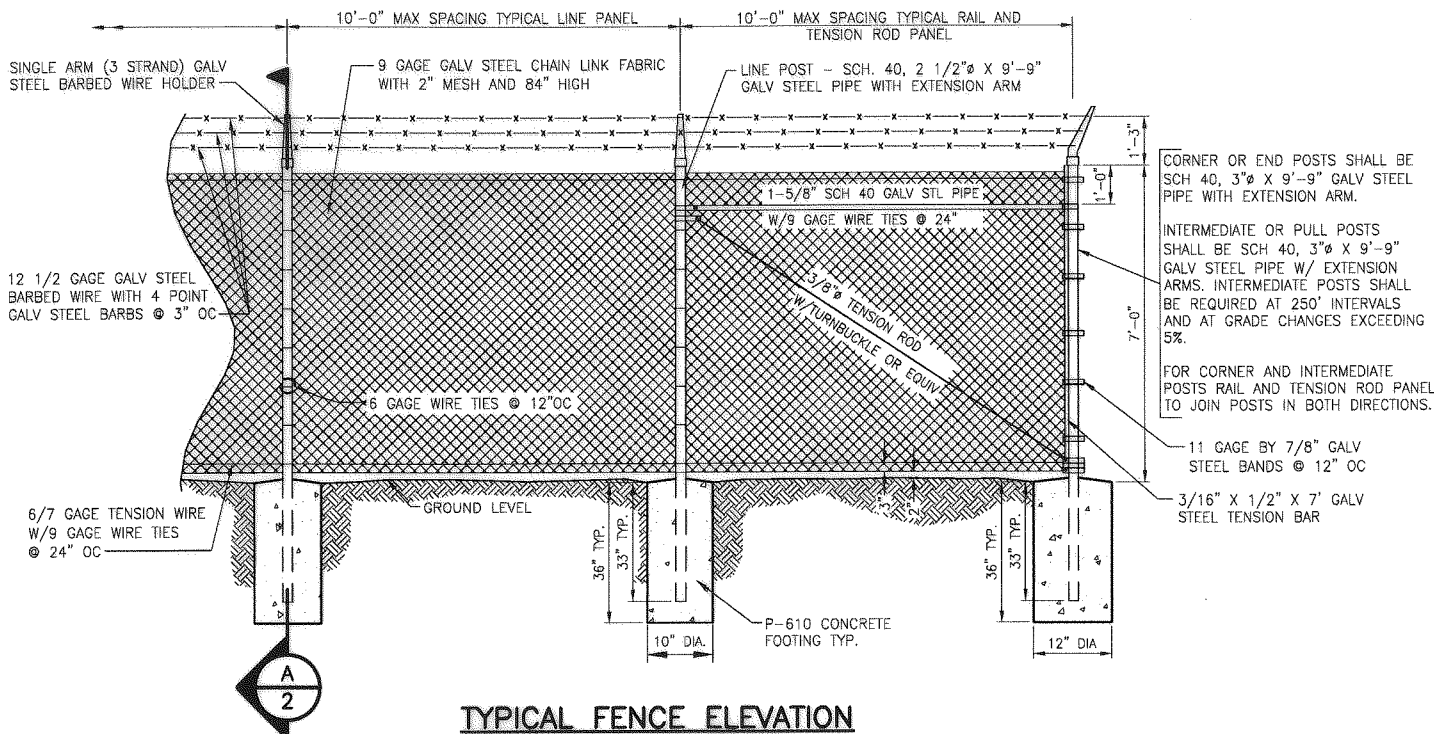 10'-0" MAX SPACING TYPICAL LINE PANEL
10'-0" MAX SPACING TYPICAL RAIL AND
TENSION ROD PANEL
SINGLE ARM (3 STRAND) GALV
STEEL BARBED WIRE HOLDER
9 GAGE GALV STEEL CHAIN LINK FABRIC
WITH 2" MESH AND 84" HIGH
LINE POST - SCH. 40, 2 1/2"ø X 9'-9"
GALV STEEL PIPE WITH EXTENSION ARM
1'-3"
1'-0"
7'-0"
CORNER OR END POSTS SHALL BE
SCH 40, 3"ø X 9'-9" GALV STEEL
PIPE WITH EXTENSION ARM.
INTERMEDIATE OR PULL POSTS
SHALL BE SCH 40, 3"ø X 9'-9"
GALV STEEL PIPE W/ EXTENSION
ARMS. INTERMEDIATE POSTS SHALL
BE REQUIRED AT 250' INTERVALS
AND AT GRADE CHANGES EXCEEDING
5%.
FOR CORNER AND INTERMEDIATE
POSTS RAIL AND TENSION ROD PANEL
TO JOIN POSTS IN BOTH DIRECTIONS.
1-5/8" SCH 40 GALV STL PIPE
W/9 GAGE WIRE TIES @ 24"
12 1/2 GAGE GALV STEEL
BARBED WIRE WITH 4 POINT
GALV STEEL BARBS @ 3" OC
3/8"ø TENSION ROD
W/TURNBUCKLE OR EQUIV
6 GAGE WIRE TIES @ 12"OC
11 GAGE BY 7/8" GALV
STEEL BANDS @ 12" OC
3/16" X 1/2" X 7' GALV
STEEL TENSION BAR
6/7 GAGE TENSION WIRE
W/9 GAGE WIRE TIES
@ 24" OC
GROUND LEVEL
3"
2"
36" TYP.
33" TYP.
36" TYP.
33" TYP.
P-610 CONCRETE
FOOTING TYP.
10" DIA.
12" DIA
A
2
TYPICAL FENCE ELEVATION